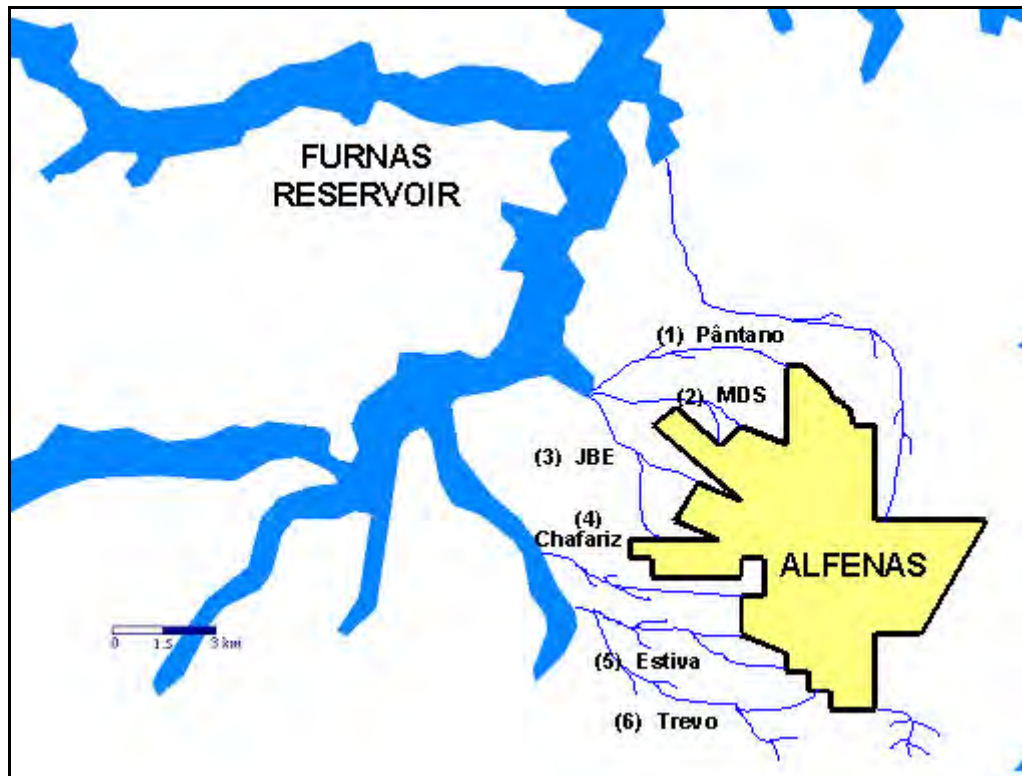 FURNAS
RESERVOIR
(1) Pântano
(2) MDS
(3) JBE
(4)
Chafariz
ALFENAS
0 1.5 3 km
(5) Estiva
(6) Trevo